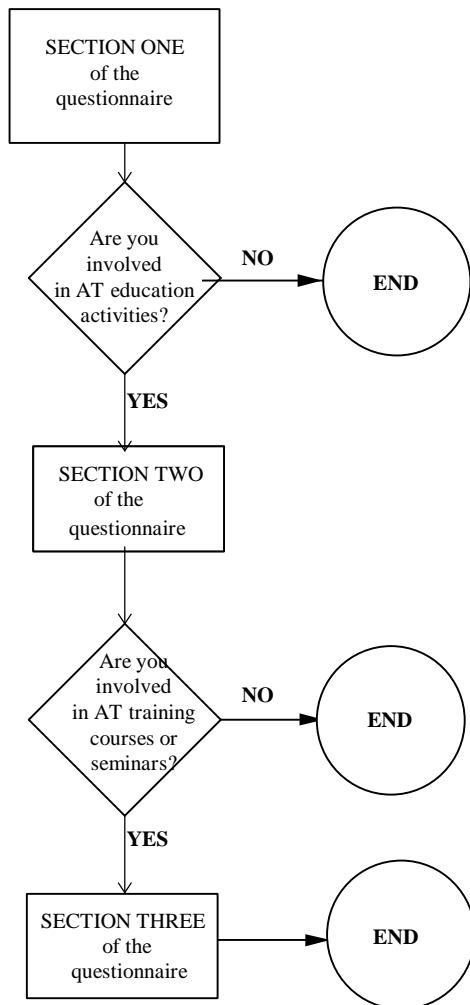 SECTION ONE
of the
questionnaire
Are you
involved
in AT education
activities?
NO
END
YES
SECTION TWO
of the
questionnaire
Are you
involved
in AT training
courses or
seminars?
NO
END
YES
SECTION THREE
of the
questionnaire
END